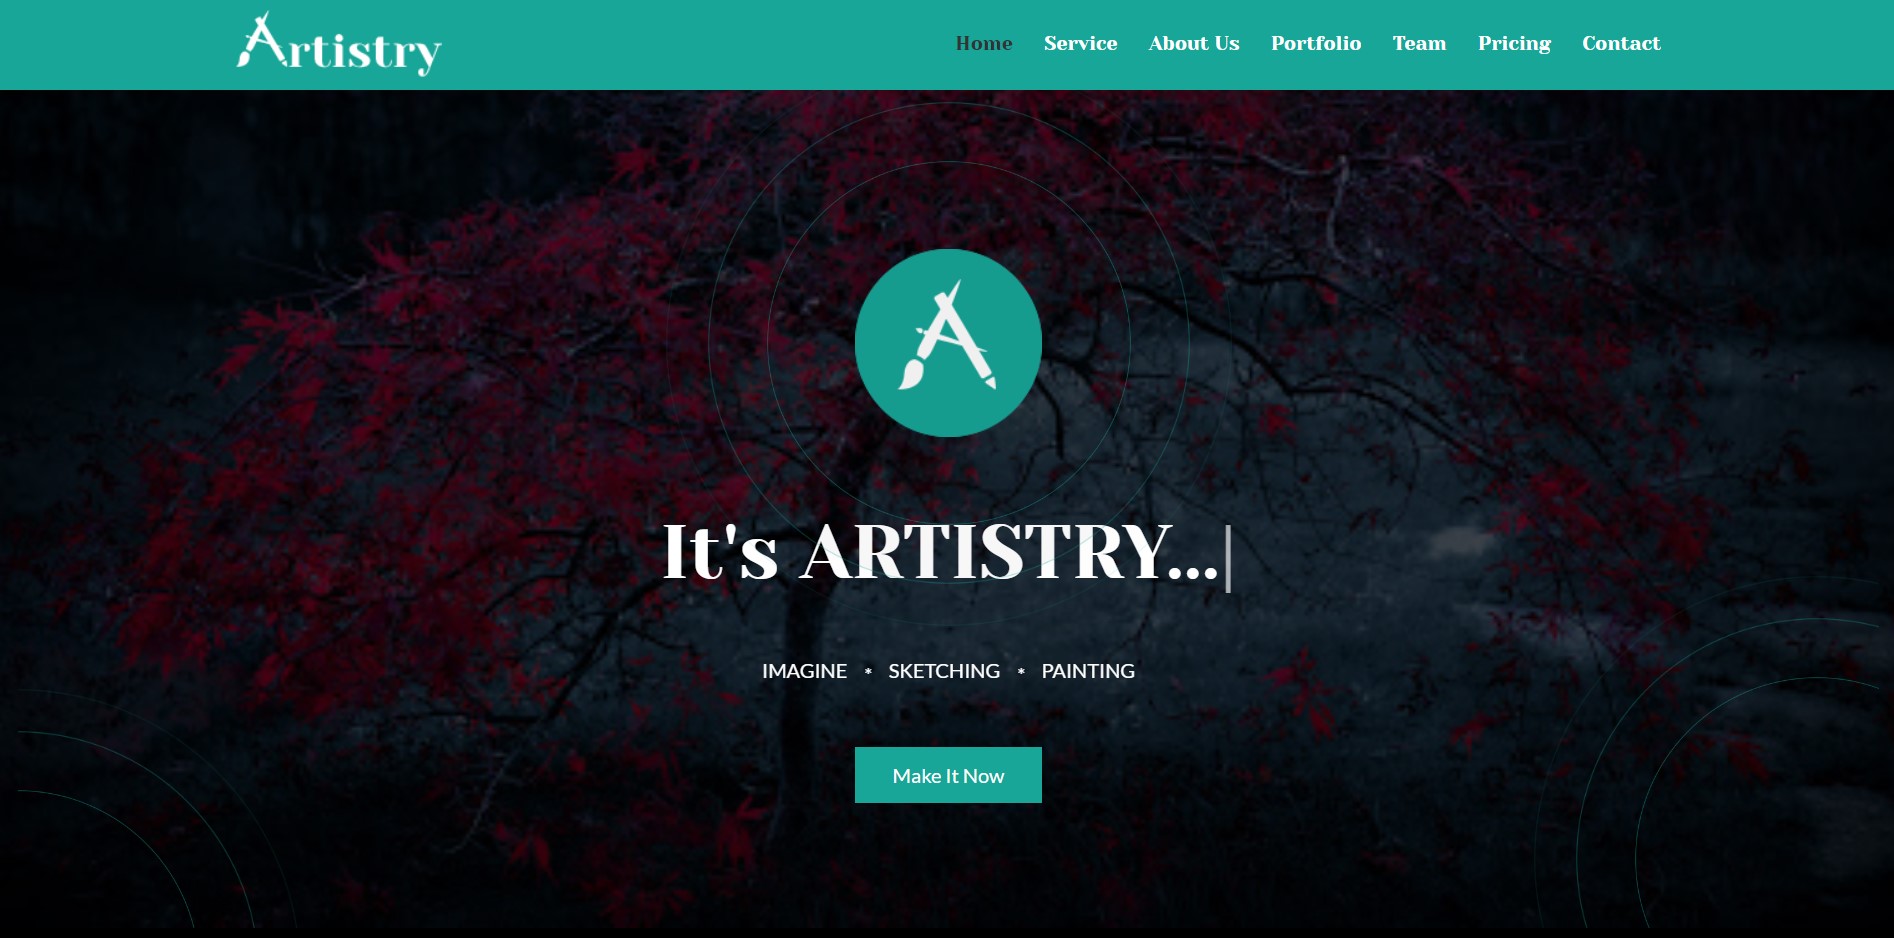 Artistry
Home Service About Us Portfolio Team Pricing Contact
It's ARTISTRY...|
IMAGINE * SKETCHING * PAINTING
Make It Now